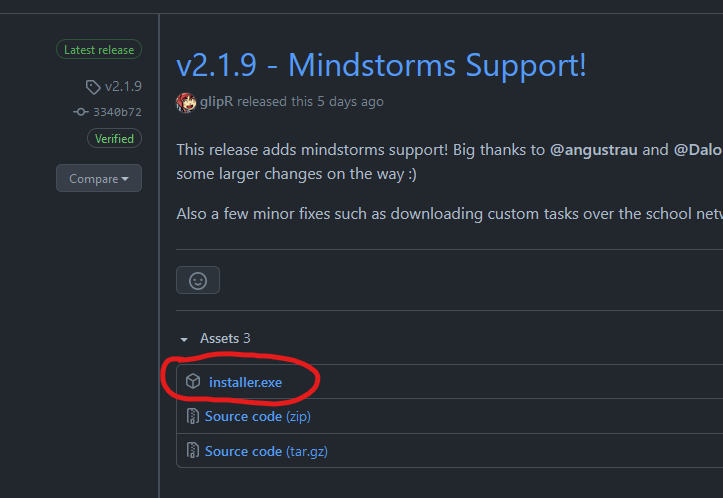 Latest release
v2.1.9
3340b72
Verified
Compare
v2.1.9 - Mindstorms Support!
glipR released this 5 days ago
This release adds mindstorms support! Big thanks to @angustrau and @Dalo
some larger changes on the way :)
Also a few minor fixes such as downloading custom tasks over the school netw
Assets 3
installer.exe
Source code (zip)
Source code (tar.gz)